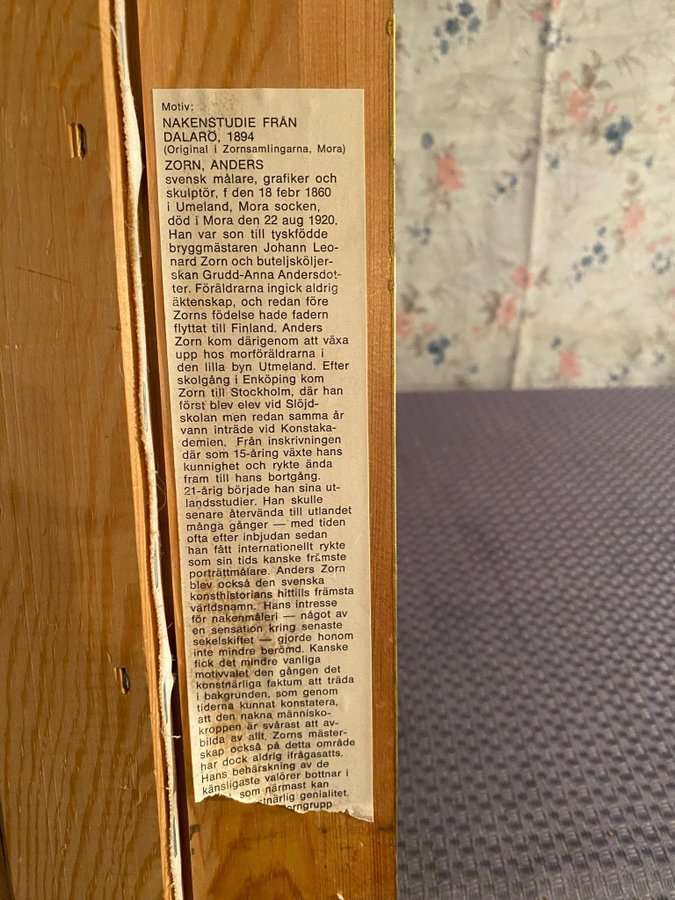 Motiv:
NAKENSTUDIE FRÅN
DALARÖ, 1894
(Original i Zornsamlingarna, Mora)
ZORN, ANDERS
svensk målare, grafiker och
skulptör, f den 18 febr 1860
i Umeland, Mora socken,
död i Mora den 22 aug 1920.
Han var son till tyskfödde
bryggmästaren Johann Leo-
nard Zorn och buteljsköljer-
skan Grudd-Anna Andersdot-
ter. Föräldrarna ingick aldrig
äktenskap, och redan före
Zorns födelse hade fadern
flyttat till Finland. Anders
Zorn kom därigenom att växa
upp hos morföräldrarna i
den lilla byn Utmeland. Efter
skolgång i Enköping kom
Zorn till Stockholm, där han
först blev elev vid Slöjd-
skolan men redan samma år
vann inträde vid Konstaka-
demien. Från inskrivningen
där som 15-åring växte hans
kunnighet och rykte ända
fram till hans bortgång.
21-årig började han sina ut-
landsstudier. Han skulle
senare återvända till utlandet
många gånger — med tiden
ofta efter inbjudan sedan
han fått internationellt rykte
som sin tids kanske främste
porträttmålare. Anders Zorn
blev också den svenska
konsthistorians hittills främsta
världsnamn. Hans intresse
för nakenmåleri — något av
en sensation kring senaste
sekelskiftet — gjorde honom
inte mindre berömd. Kanske
fick det mindre vanliga
motivvalet den gången det
konstnärliga faktum att träda
i bakgrunden, som genom
tiderna kunnat konstatera,
att den nakna människo-
kroppen är svårast att av-
bilda av allt. Zorns mäster-
skap också på detta område
har dock aldrig ifrågasatts.
Hans behärskning av de
känsligaste valörer bottnar i
som närmast kan
stnärlig genialitet.
orngrupp